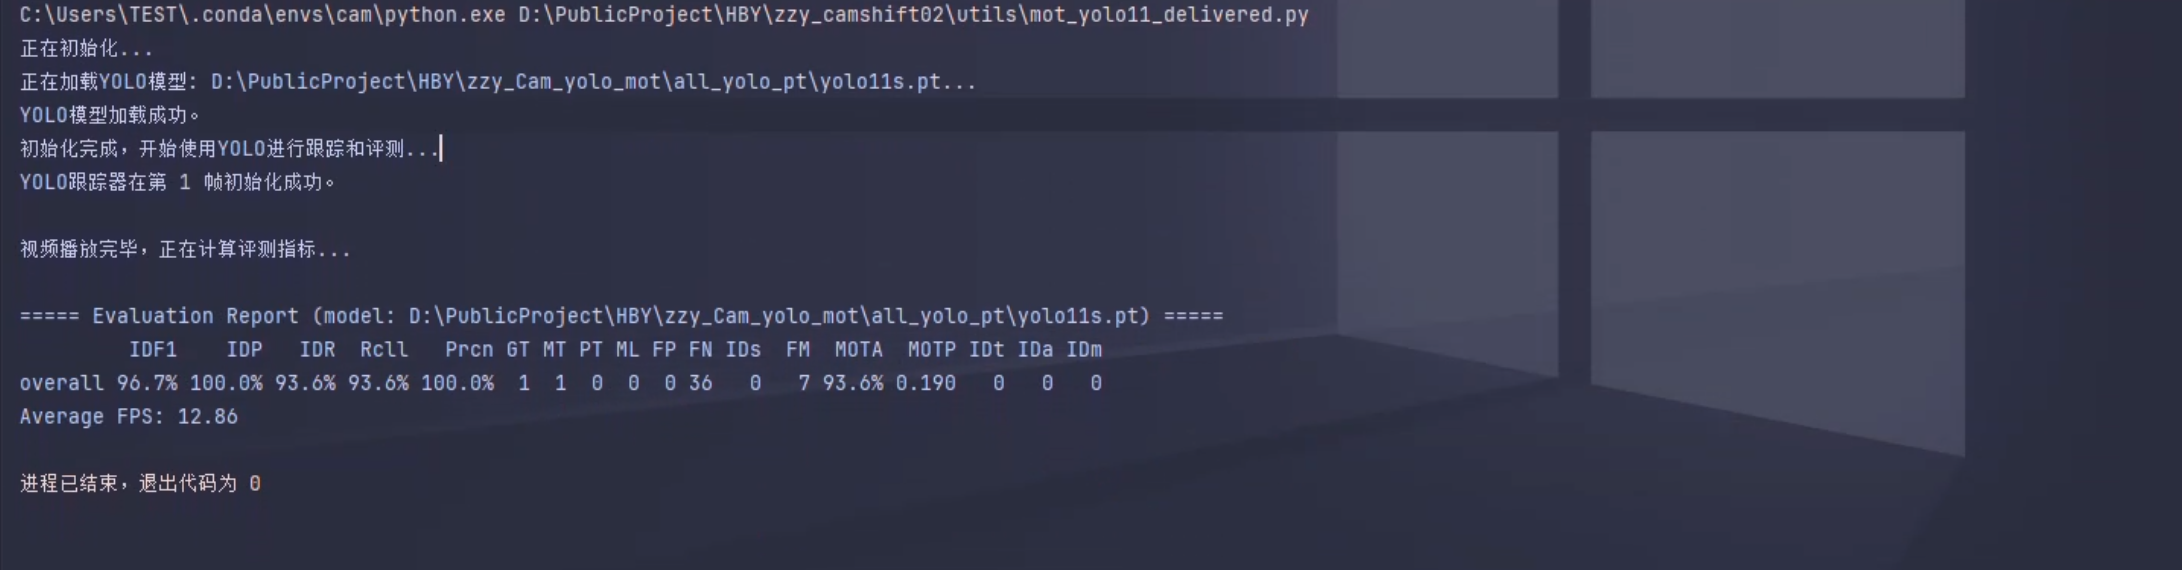 C:\Users\TEST\.conda\envs\cam\python.exe D:\PublicProject\HBY\zzy_camshift02\utils\mot_yolo11_delivered.py
正在初始化...
正在加载YOLO模型: D:\PublicProject\HBY\zzy_Cam_yolo_mot\all_yolo_pt\yolo11s.pt...
YOLO模型加载成功。
初始化完成，开始使用YOLO进行跟踪和评测...
YOLO跟踪器在第 1 帧初始化成功。
视频播放完毕，正在计算评测指标...
===== Evaluation Report (model: D:\PublicProject\HBY\zzy_Cam_yolo_mot\all_yolo_pt\yolo11s.pt) =====
IDF1 IDP IDR Rcll Prcn GT MT PT ML FP FN IDs FM MOTA MOTP IDt IDa IDm
overall 96.7% 100.0% 93.6% 93.6% 100.0% 1 1 0 0 0 36 0 7 93.6% 0.190 0 0 0
Average FPS: 12.86
进程已结束，退出代码为 0